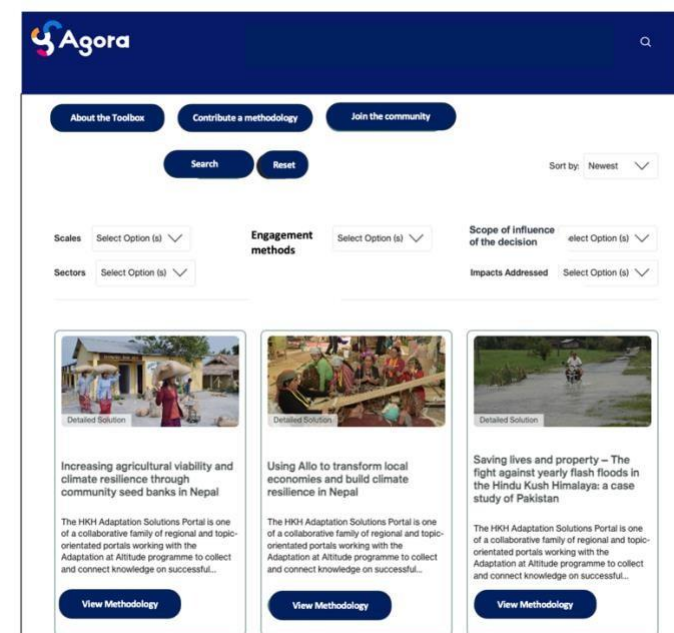 Agora
About the Toolbox
Contribute a methodology
Join the community
Search
Reset
Sort by: Newest
Scales
Select Option (s)
Engagement
methods
Select Option (s)
Scope of influence
of the decision
elect Option (s)
Sectors
Select Option (s)
Impacts Addressed
Select Option (s)
Detailed Solution
Increasing agricultural viability and
climate resilience through
community seed banks in Nepal
The HKH Adaptation Solutions Portal is one
of a collaborative family of regional and topic-
orientated portals working with the
Adaptation at Altitude programme to collect
and connect knowledge on successful...
View Methodology
Detailed Solution
Using Allo to transform local
economies and build climate
resilience in Nepal
The HKH Adaptation Solutions Portal is one
of a collaborative family of regional and topic-
orientated portals working with the
Adaptation at Altitude programme to collect
and connect knowledge on successful...
View Methodology
Detailed Solution
Saving lives and property – The
fight against yearly flash floods in
the Hindu Kush Himalaya: a case
study of Pakistan
The HKH Adaptation Solutions Portal is one
of a collaborative family of regional and topic-
orientated portals working with the
Adaptation at Altitude programme to collect
and connect knowledge on successful...
View Methodology